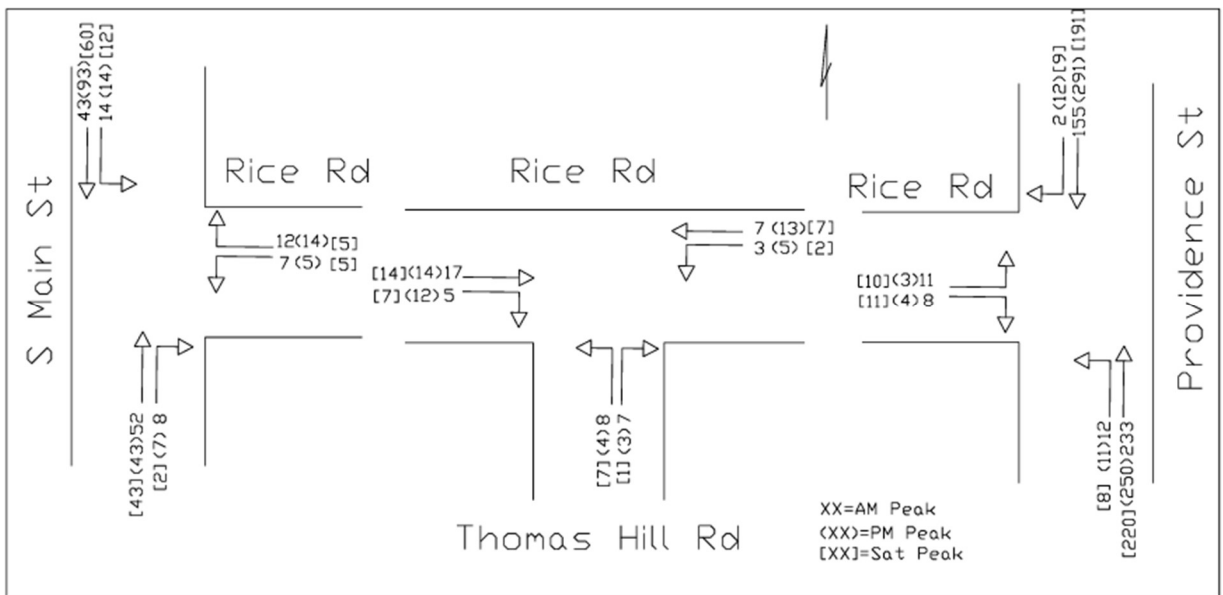 43(93)[60]
14(14)[12]
2(12)[9]
155(291)[191]
S Main St
Rice Rd
Rice Rd
Rice Rd
Providence St
12(14)[5]
7(5) [5]
[14](14)17
[7](12)5
7(13)[7]
3(5) [2]
[10](3)11
[11](4) 8
[43](43)52
[2](7) 8
[7](4)8
[1](3)7
[8] (11)12
[220](250)233
Thomas Hill Rd
XX=AM Peak
(XX)=PM Peak
[XX]=Sat Peak